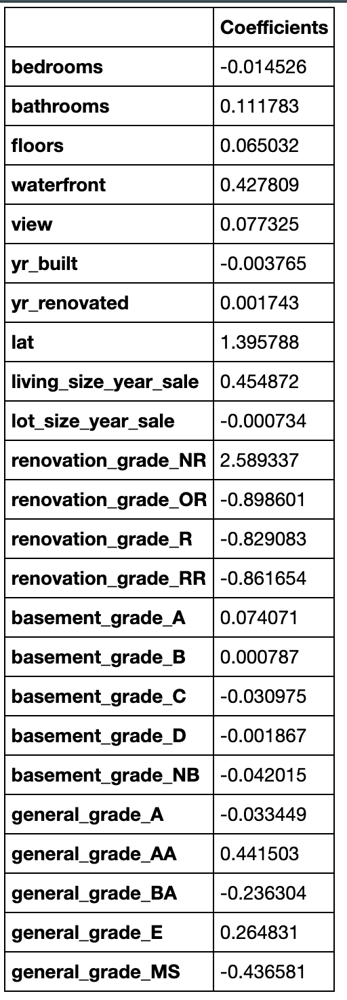 Coefficients
bedrooms -0.014526
bathrooms 0.111783
floors 0.065032
waterfront 0.427809
view 0.077325
yr_built -0.003765
yr_renovated 0.001743
lat 1.395788
living_size_year_sale 0.454872
lot_size_year_sale -0.000734
renovation_grade_NR 2.589337
renovation_grade_OR -0.898601
renovation_grade_R -0.829083
renovation_grade_RR -0.861654
basement_grade_A 0.074071
basement_grade_B 0.000787
basement_grade_C -0.030975
basement_grade_D -0.001867
basement_grade_NB -0.042015
general_grade_A -0.033449
general_grade_AA 0.441503
general_grade_BA -0.236304
general_grade_E 0.264831
general_grade_MS -0.436581